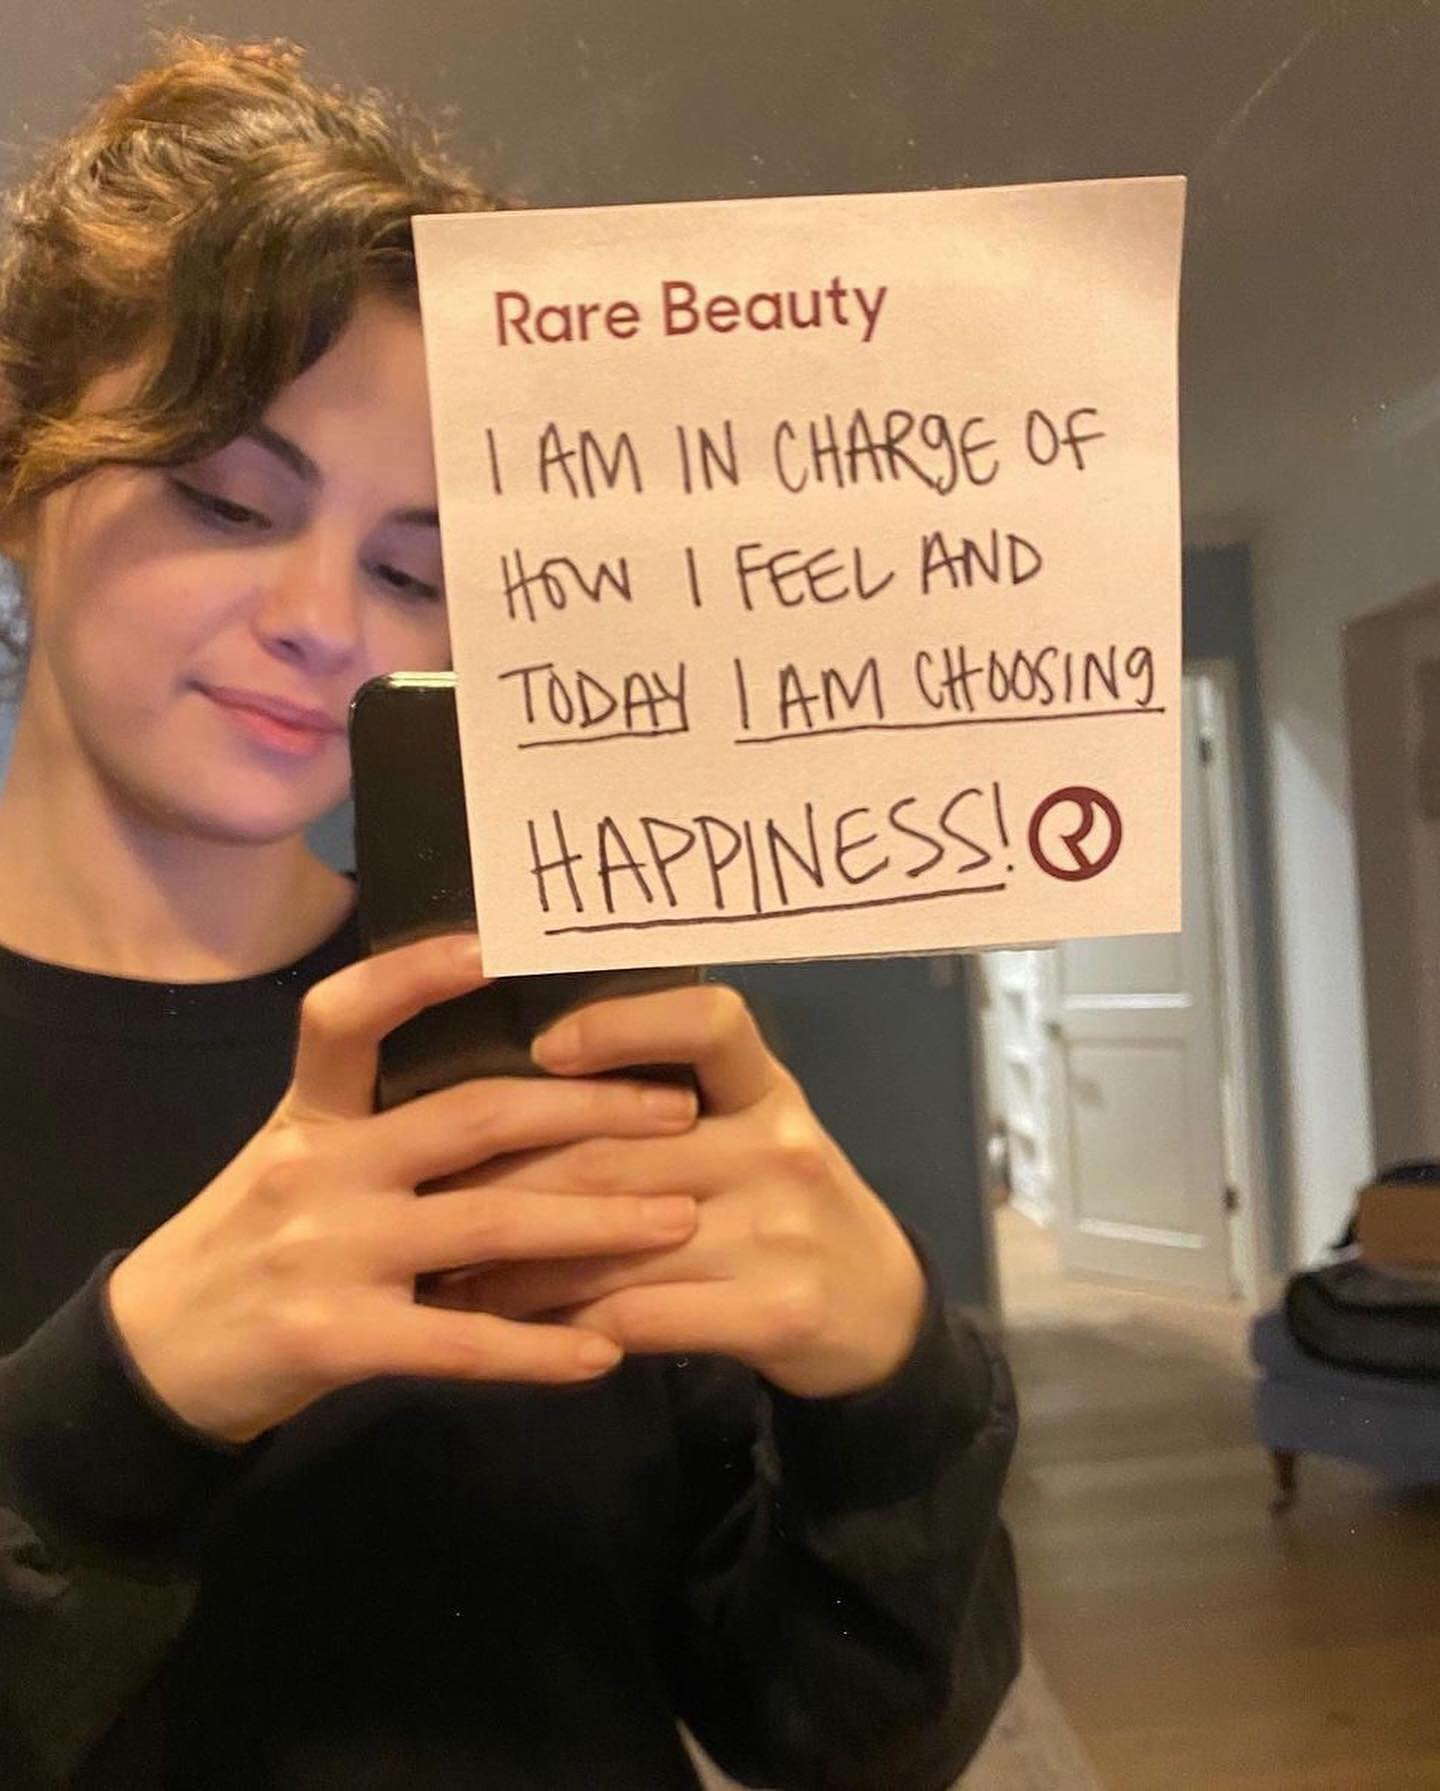 Rare Beauty
I AM IN CHARgE OF
HOW I FEEL AND
TODAY I AM CHOOSINg
HAPPINESS! R